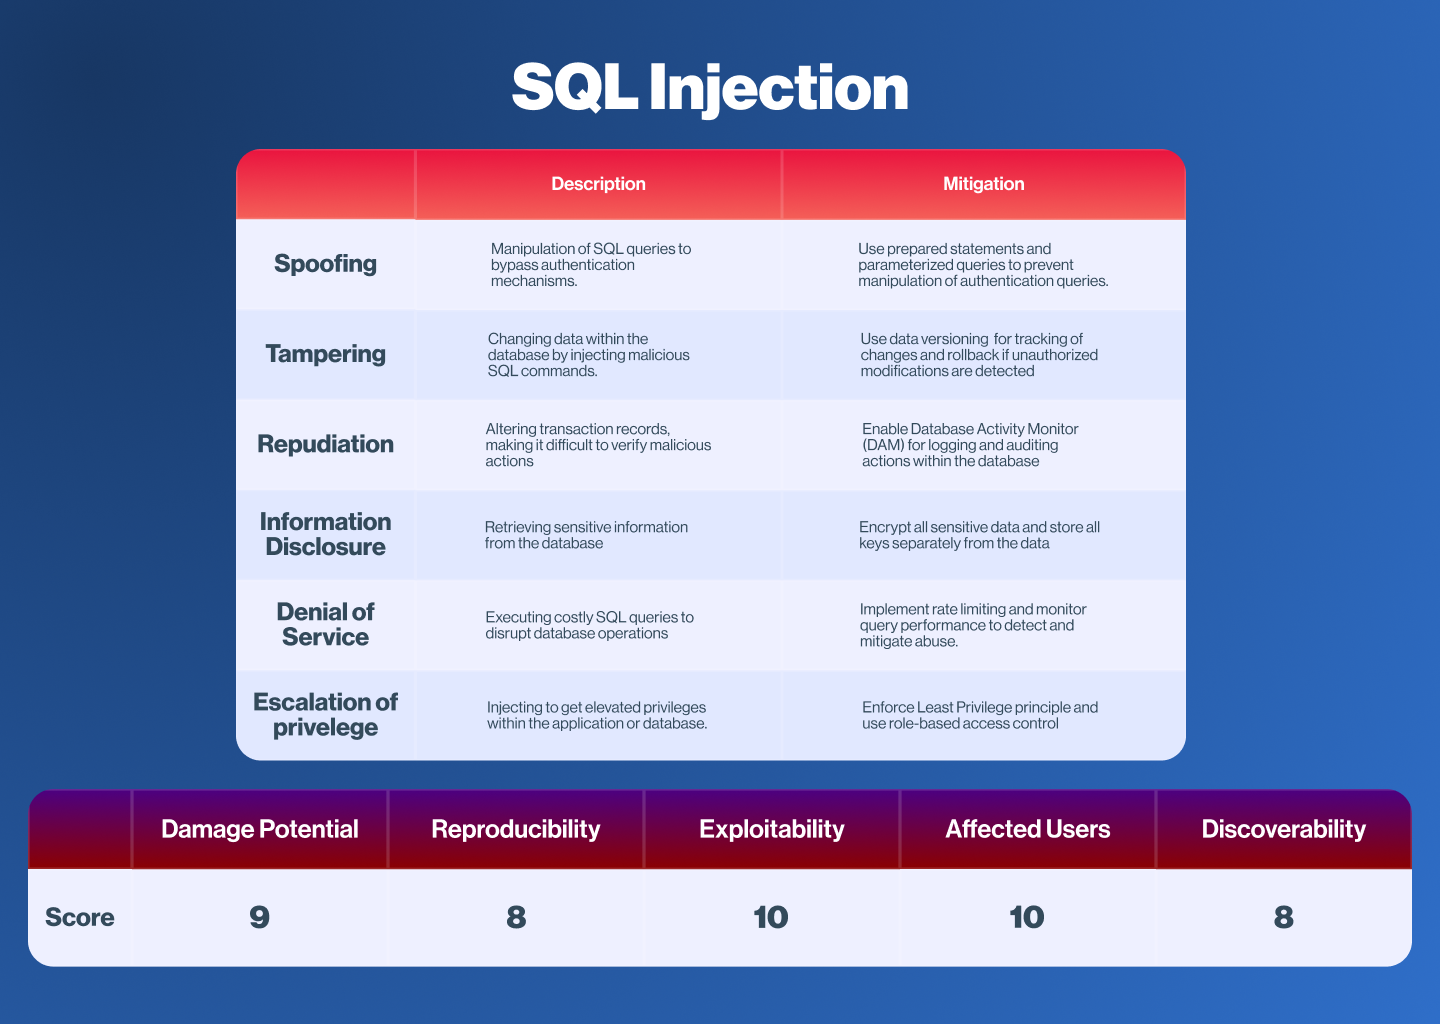 SQL Injection
Description
Mitigation
Spoofing
Manipulation of SQL queries to
bypass authentication
mechanisms.
Use prepared statements and
parameterized queries to prevent
manipulation of authentication queries.
Tampering
Changing data within the
database by injecting malicious
SQL commands.
Use data versioning  for tracking of
changes and rollback if unauthorized
modifications are detected
Repudiation
Altering transaction records,
making it difficult to verify malicious
actions
Enable Database Activity Monitor
(DAM) for logging and auditing
actions within the database
Information
Disclosure
Retrieving sensitive information
from the database
Encrypt all sensitive data and store all
keys separately from the data
Denial of
Service
Executing costly SQL queries to
disrupt database operations
Implement rate limiting and monitor
query performance to detect and
mitigate abuse.
Escalation of
privelege
Injecting to get elevated privileges
within the application or database.
Enforce Least Privilege principle and
use role-based access control
Damage Potential
Reproducibility
Exploitability
Affected Users
Discoverability
Score
9
8
10
10
8